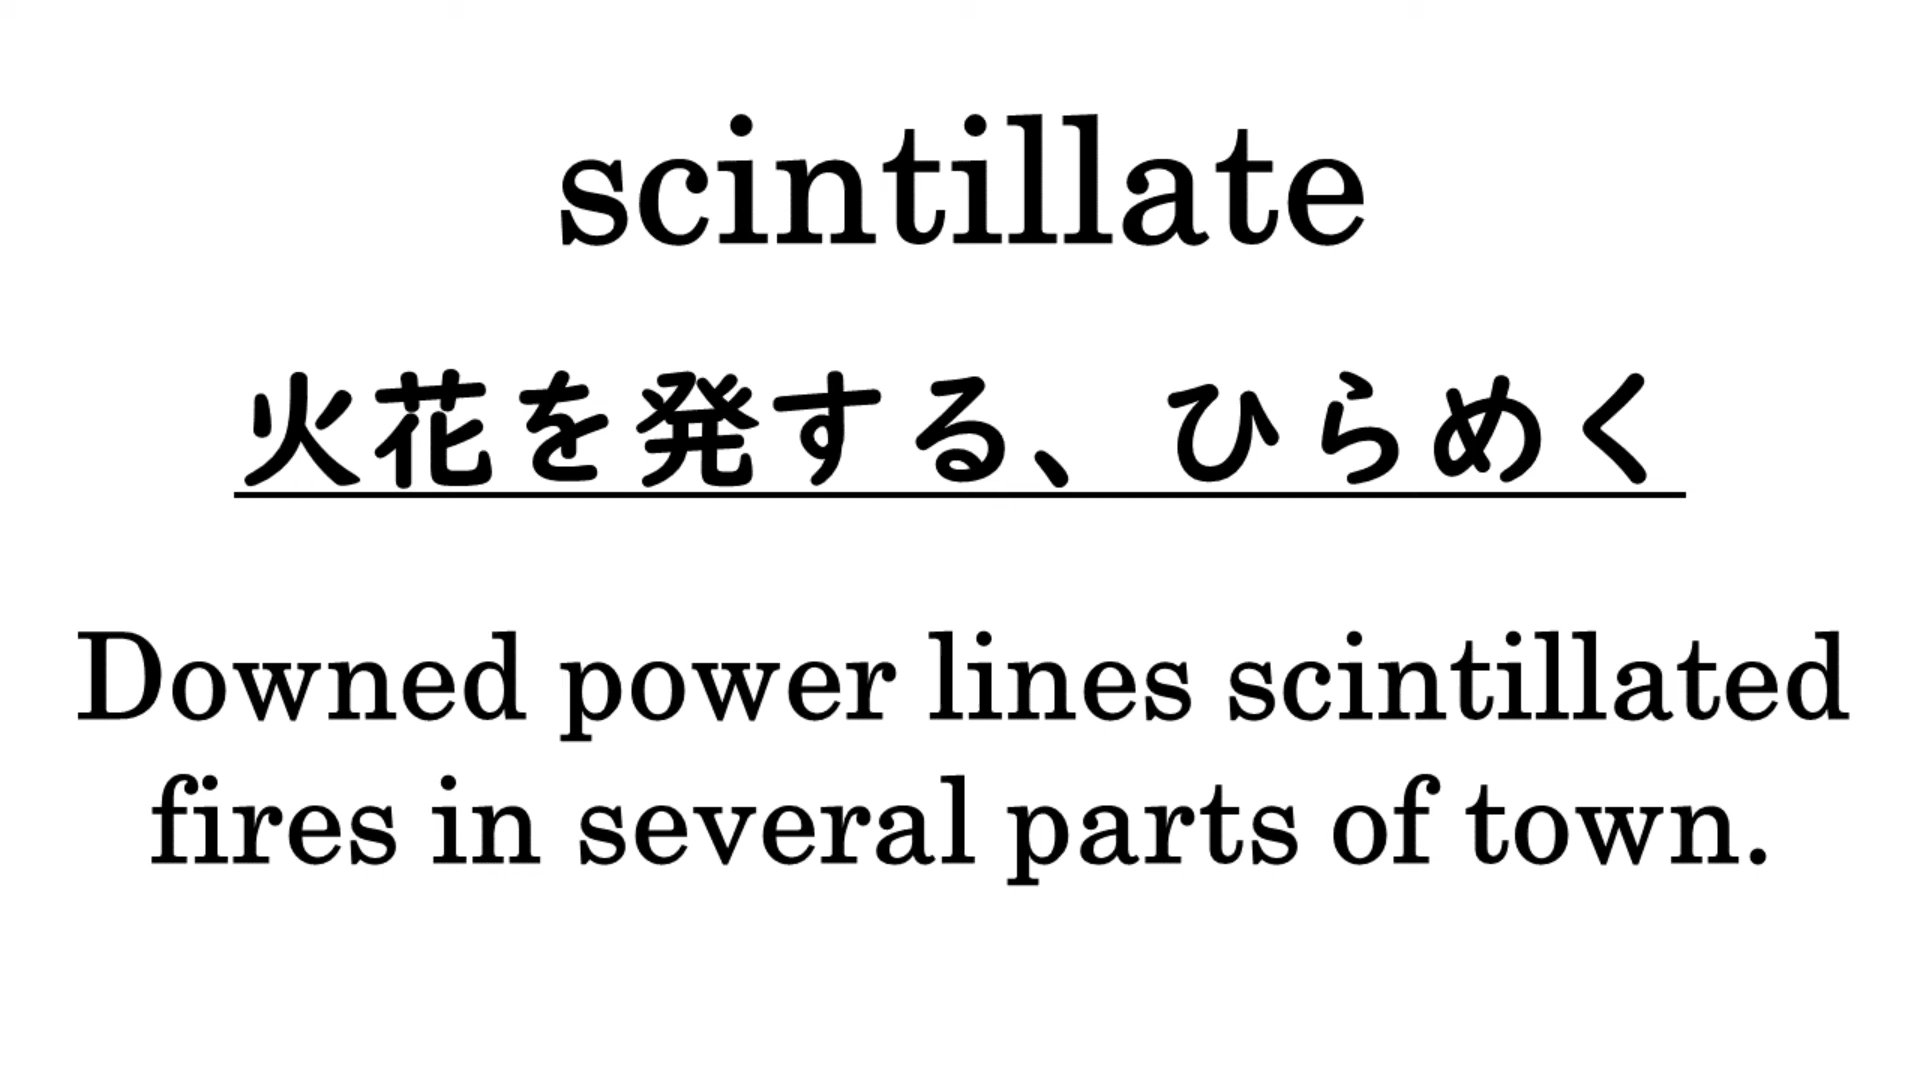 scintillate
火花を発する、ひらめく
Downed power lines scintillated
fires in several parts of town.